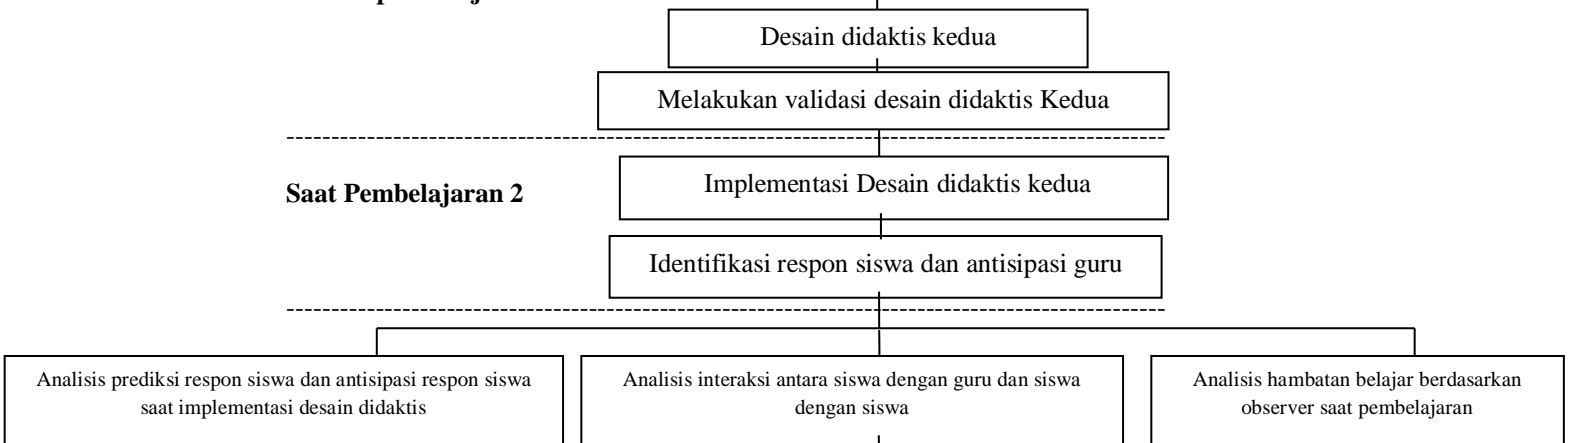 Desain didaktis kedua
Melakukan validasi desain didaktis Kedua
Saat Pembelajaran 2
Implementasi Desain didaktis kedua
Identifikasi respon siswa dan antisipasi guru
Analisis prediksi respon siswa dan antisipasi respon siswa
saat implementasi desain didaktis
Analisis interaksi antara siswa dengan guru dan siswa
dengan siswa
Analisis hambatan belajar berdasarkan
observer saat pembelajaran